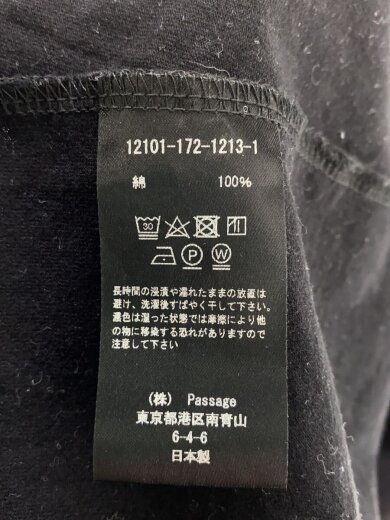 12101-172-1213-1
綿 100%
30
P W
長時間の浸漬や濡れたままの放置は
避け、洗濯後すばやく干して下さい。
濃色は湿った状態では摩擦により他
の物に移染する恐れがありますので
注意して下さい
(株) Passage
東京都港区南青山
6-4-6
日本製